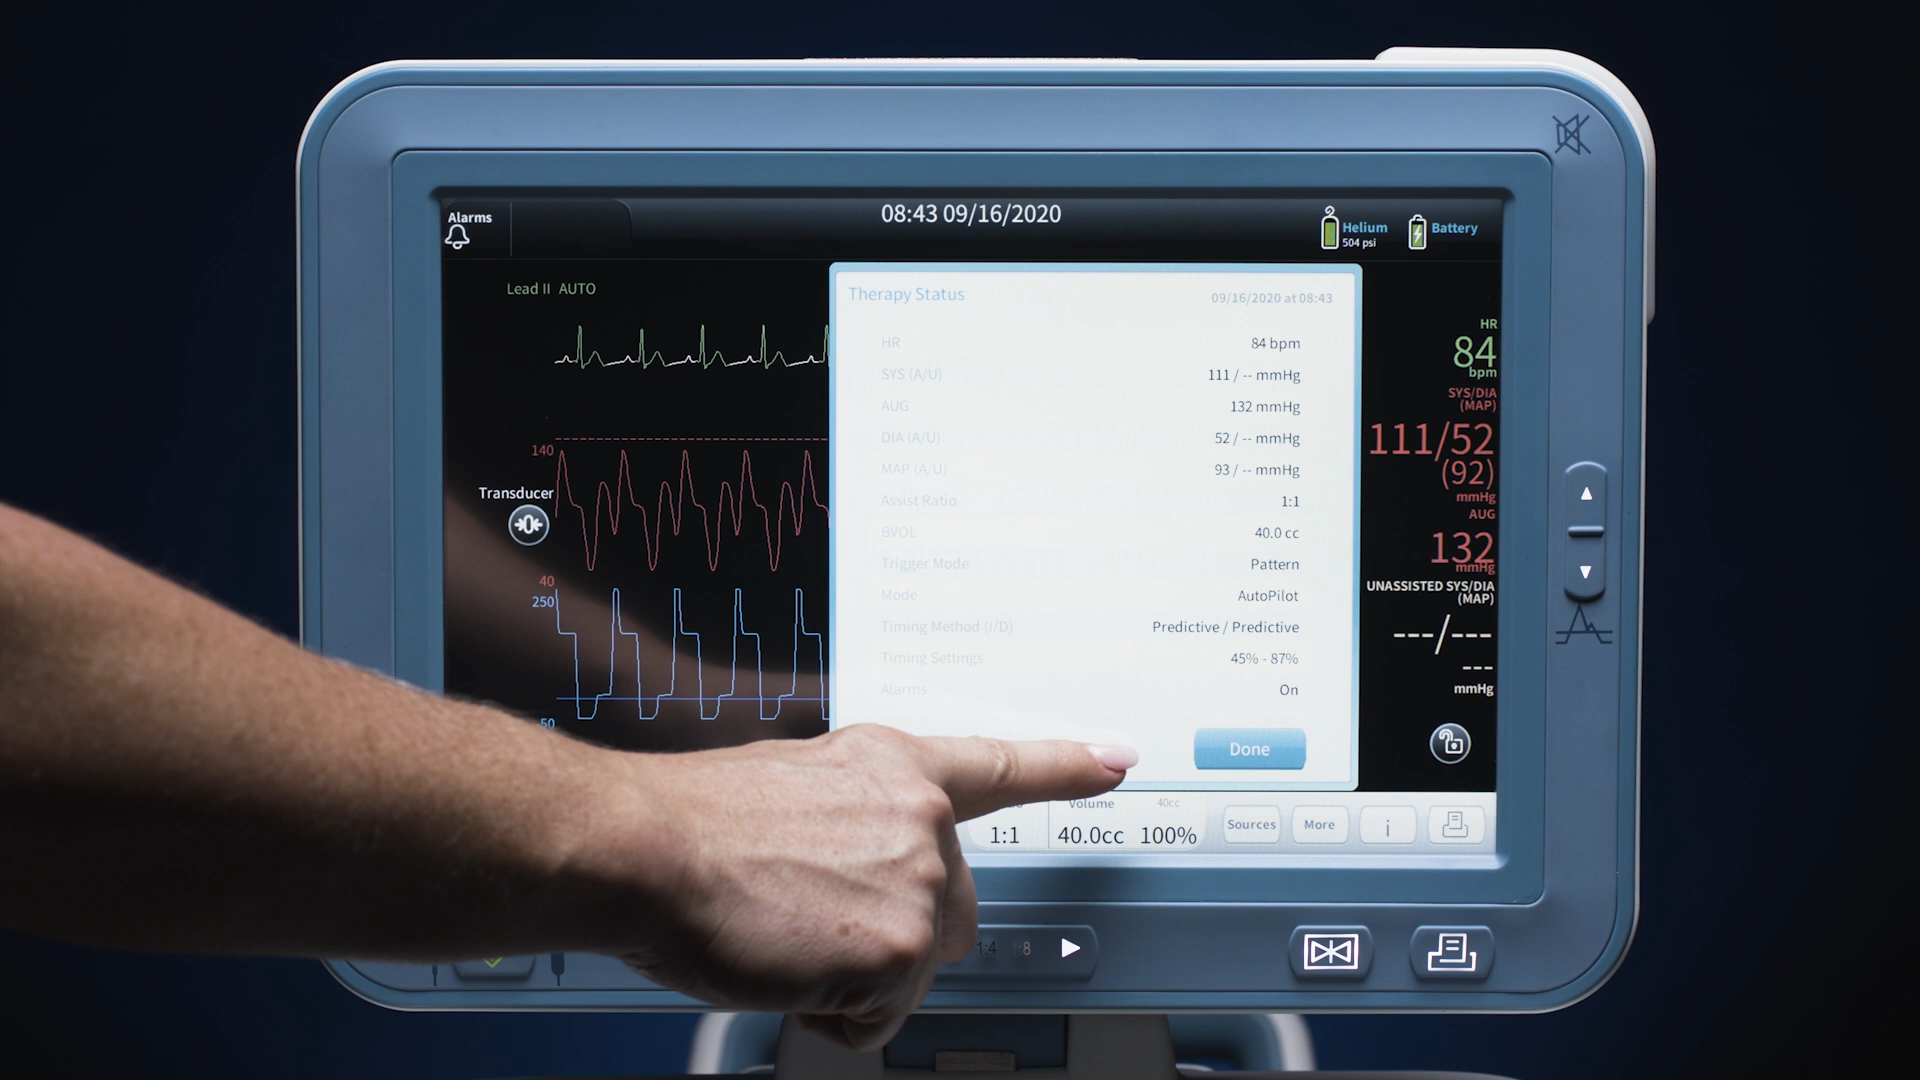 Alarms
08:43 09/16/2020
Helium
504 psi
Battery
Lead II AUTO
140
Transducer
40
250
50
Therapy Status
09/16/2020 at 08:43
HR 84 bpm
SYS (A/U) 111 / -- mmHg
AUG 132 mmHg
DIA (A/U) 52 / -- mmHg
MAP (A/U) 93 / -- mmHg
Assist Ratio 1:1
BVOL 40.0 cc
Trigger Mode Pattern
Mode AutoPilot
Timing Method (I/D) Predictive / Predictive
Timing Settings 45% - 87%
Alarms On
Done
HR
84
bpm
SYS/DIA
(MAP)
111/52
(92)
mmHg
AUG
132
mmHg
UNASSISTED SYS/DIA
(MAP)
---/---
---
mmHg
Volume 40cc
1:1 40.0cc 100%
Sources
More
i
1:4 1:8